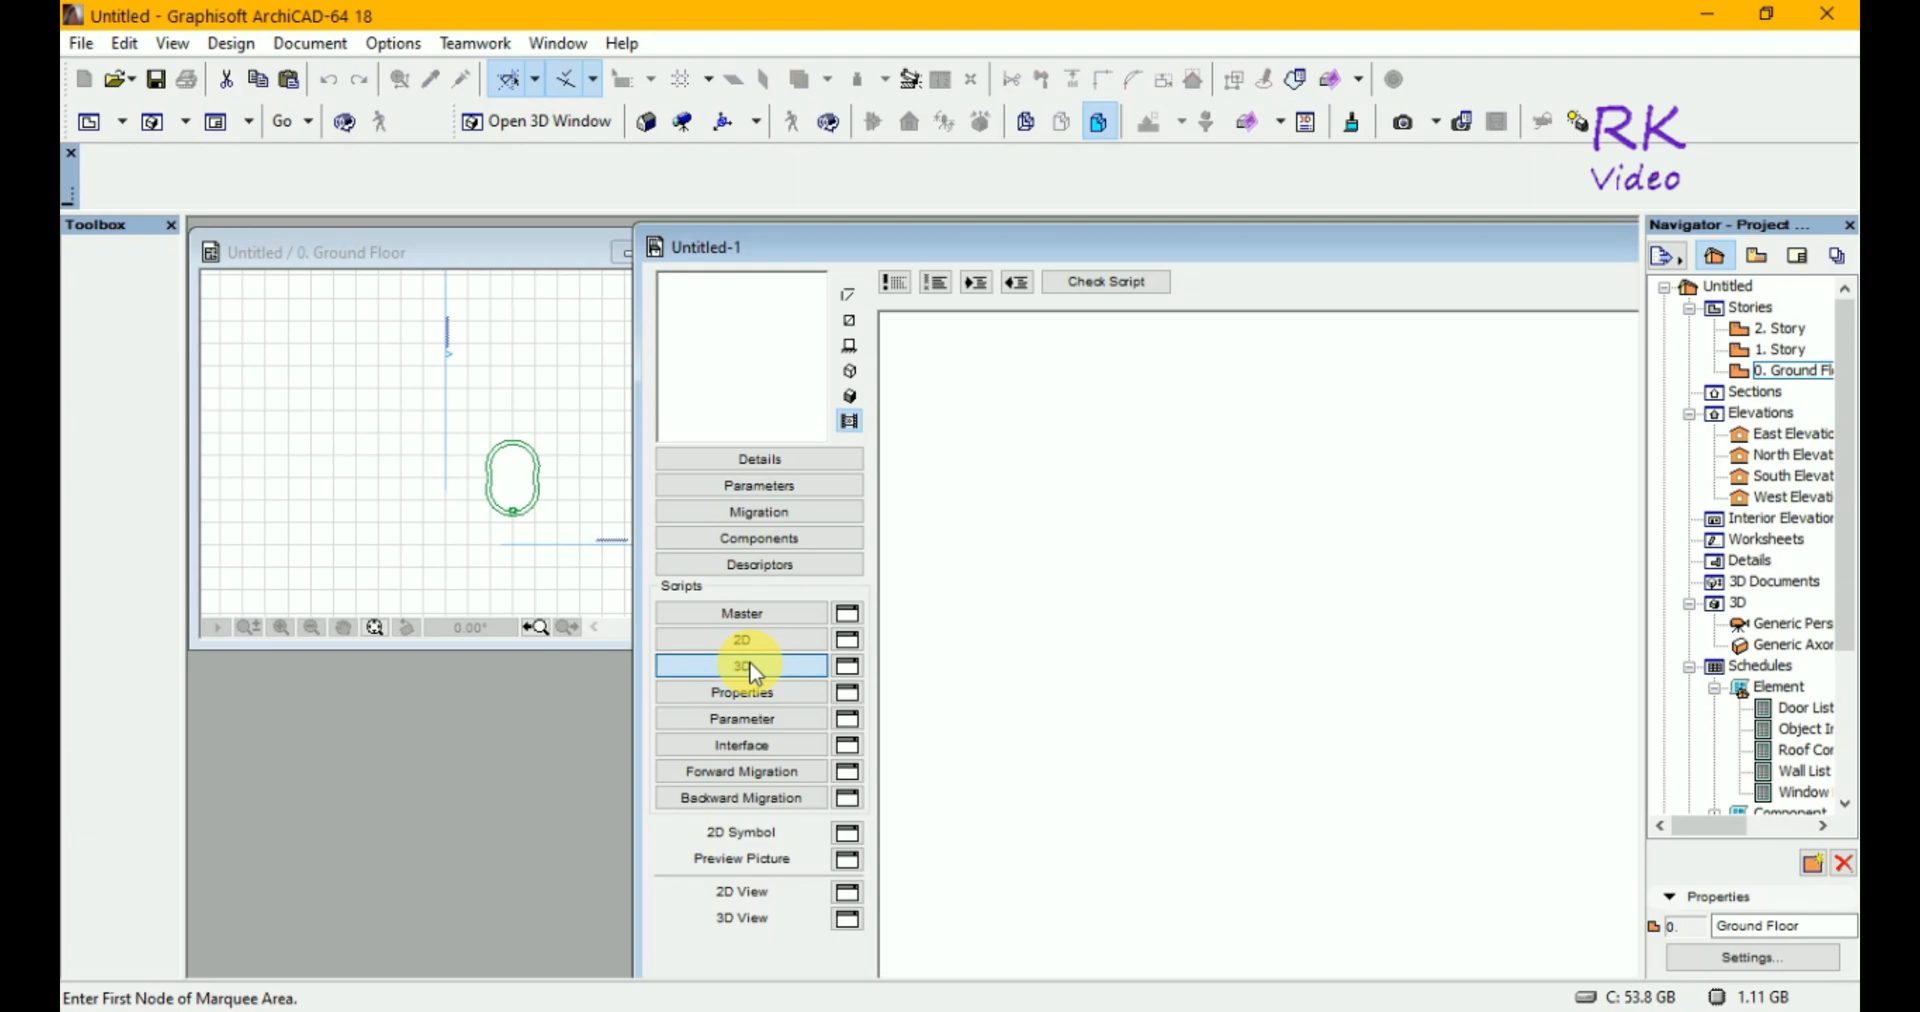 Untitled - Graphisoft ArchiCAD-64 18
File Edit View Design Document Options Teamwork Window Help
Go Open 3D Window
RK
Video
Toolbox
Untitled / 0. Ground Floor
0.00°
Untitled-1
Check Script
Details
Parameters
Migration
Components
Descriptors
Scripts
Master
2D
3D
Properties
Parameter
Interface
Forward Migration
Backward Migration
2D Symbol
Preview Picture
2D View
3D View
Navigator - Project ...
Untitled
Stories
2. Story
1. Story
0. Ground Fl
Sections
Elevations
East Elevatic
North Elevat
South Elevat
West Elevati
Interior Elevation
Worksheets
Details
3D Documents
3D
Generic Pers
Generic Axor
Schedules
Element
Door List
Object Ir
Roof Cor
Wall List
Window
Component
Properties
0. Ground Floor
Settings...
Enter First Node of Marquee Area.
C: 53.8 GB 1.11 GB